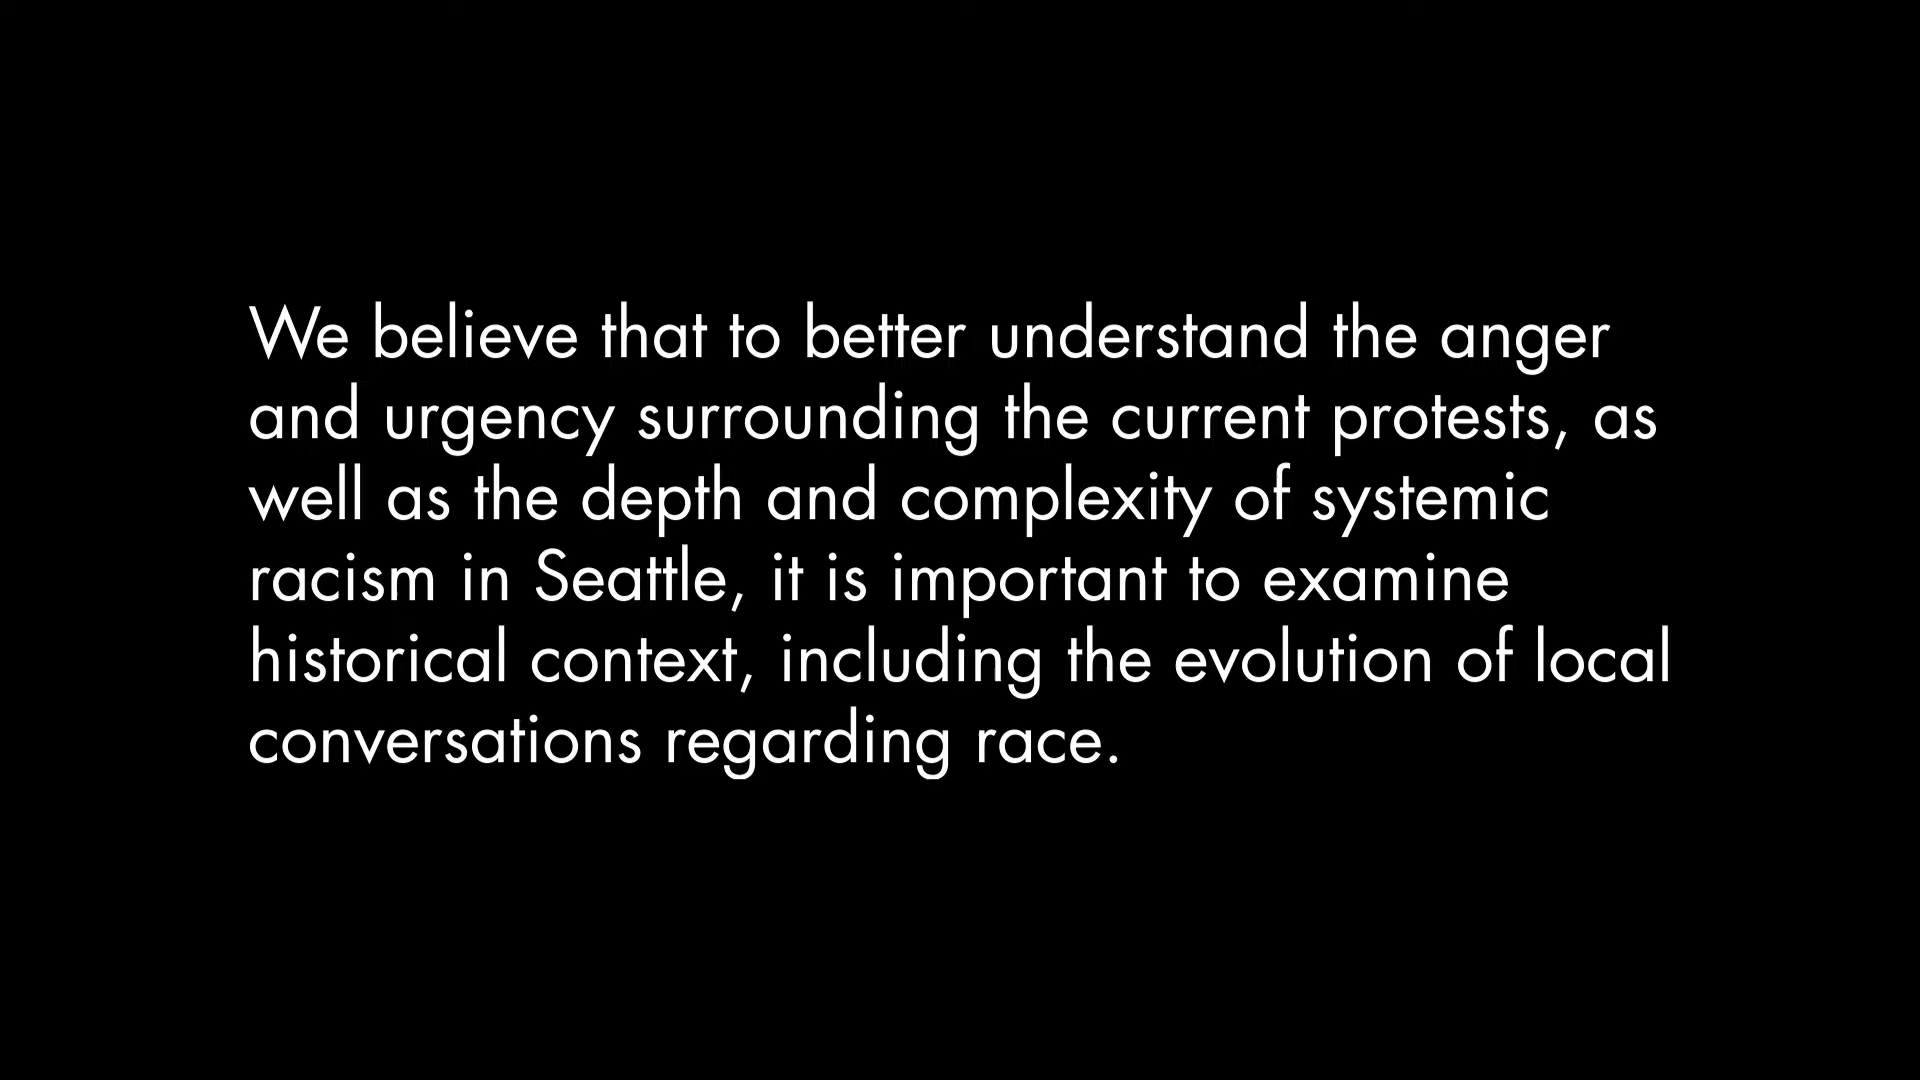 We believe that to better understand the anger
and urgency surrounding the current protests, as
well as the depth and complexity of systemic
racism in Seattle, it is important to examine
historical context, including the evolution of local
conversations regarding race.